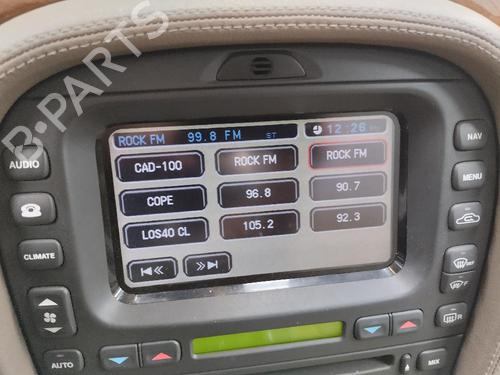 B-PARTS
ROCK FM 99.8 FM ST 12:26
CAD-100 ROCK FM ROCK FM
COPE 96.8 90.7
LOS40 CL 105.2 92.3
AUDIO
CLIMATE
AUTO
NAV
MENU
F
R
MIX